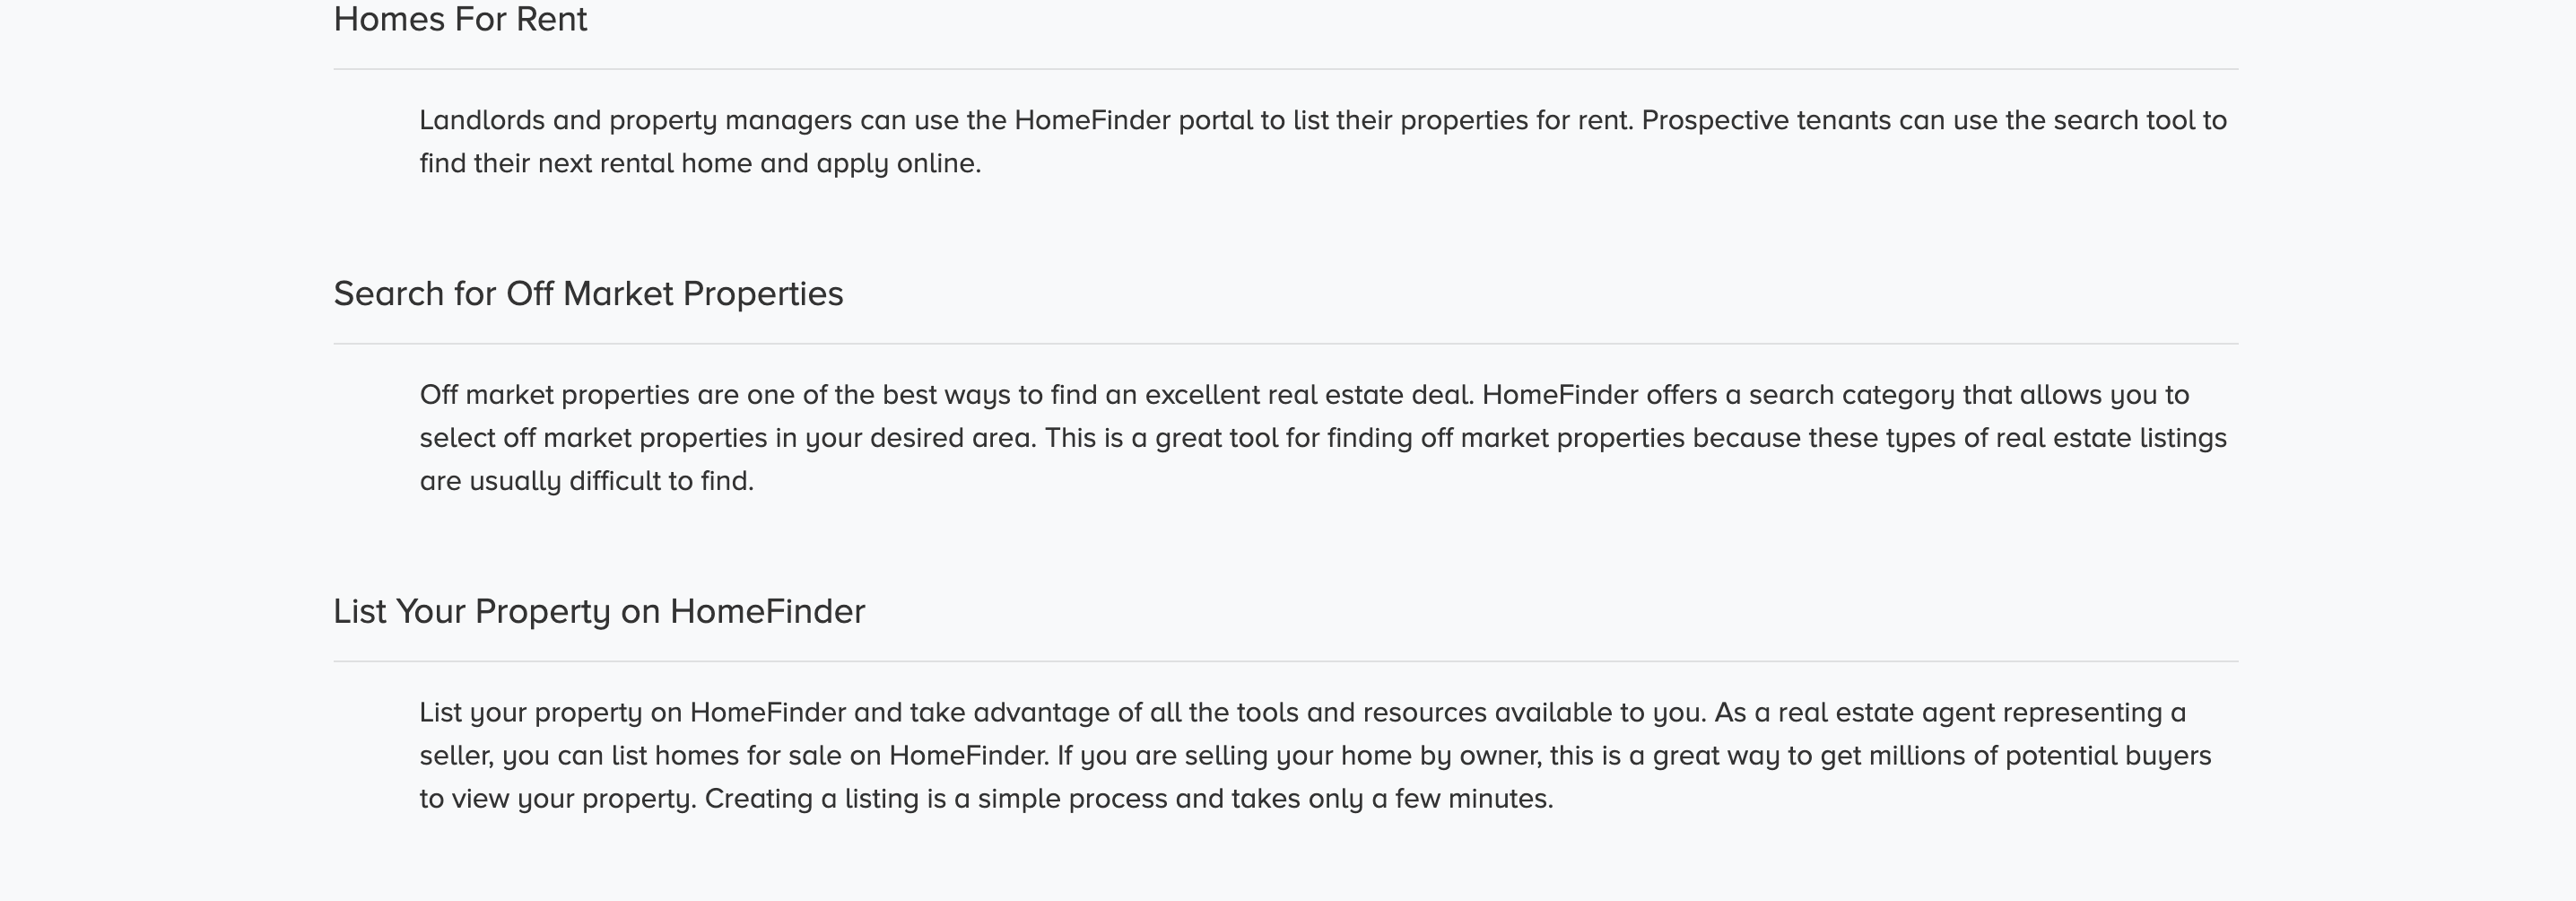 Homes For Rent
Landlords and property managers can use the HomeFinder portal to list their properties for rent. Prospective tenants can use the search tool to
find their next rental home and apply online.
Search for Off Market Properties
Off market properties are one of the best ways to find an excellent real estate deal. HomeFinder offers a search category that allows you to
select off market properties in your desired area. This is a great tool for finding off market properties because these types of real estate listings
are usually difficult to find.
List Your Property on HomeFinder
List your property on HomeFinder and take advantage of all the tools and resources available to you. As a real estate agent representing a
seller, you can list homes for sale on HomeFinder. If you are selling your home by owner, this is a great way to get millions of potential buyers
to view your property. Creating a listing is a simple process and takes only a few minutes.